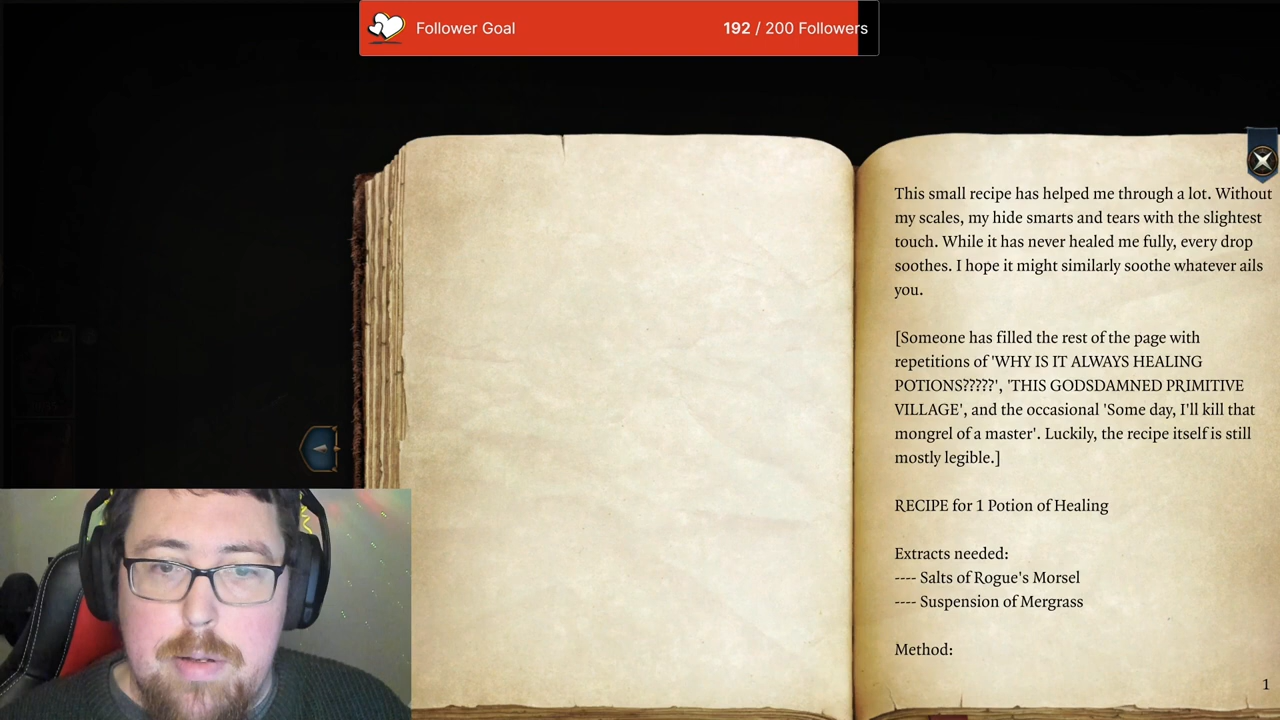 Follower Goal
192 / 200 Followers
This small recipe has helped me through a lot. Without
my scales, my hide smarts and tears with the slightest
touch. While it has never healed me fully, every drop
soothes. I hope it might similarly soothe whatever ails
you.
[Someone has filled the rest of the page with
repetitions of 'WHY IS IT ALWAYS HEALING
POTIONS?????', 'THIS GODSDAMNED PRIMITIVE
VILLAGE', and the occasional 'Some day, I'll kill that
mongrel of a master'. Luckily, the recipe itself is still
mostly legible.]
RECIPE for 1 Potion of Healing
Extracts needed:
---- Salts of Rogue's Morsel
---- Suspension of Mergrass
Method:
1